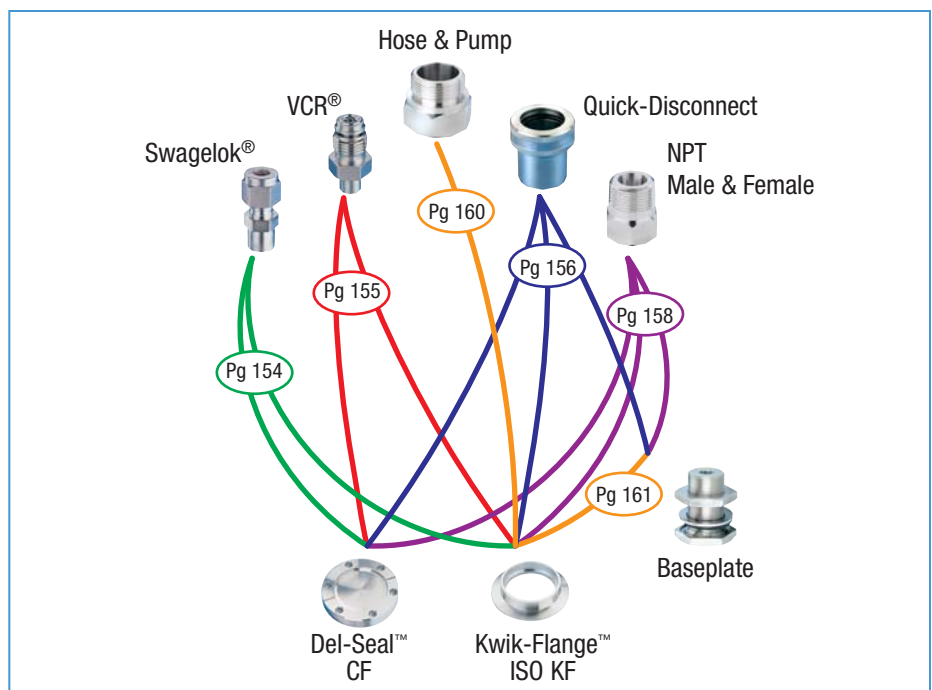 Hose & Pump
VCR®
Quick-Disconnect
Swagelok®
NPT
Male & Female
Pg 160
Pg 156
Pg 155
Pg 158
Pg 154
Pg 161
Baseplate
Del-Seal™
CF
Kwik-Flange™
ISO KF